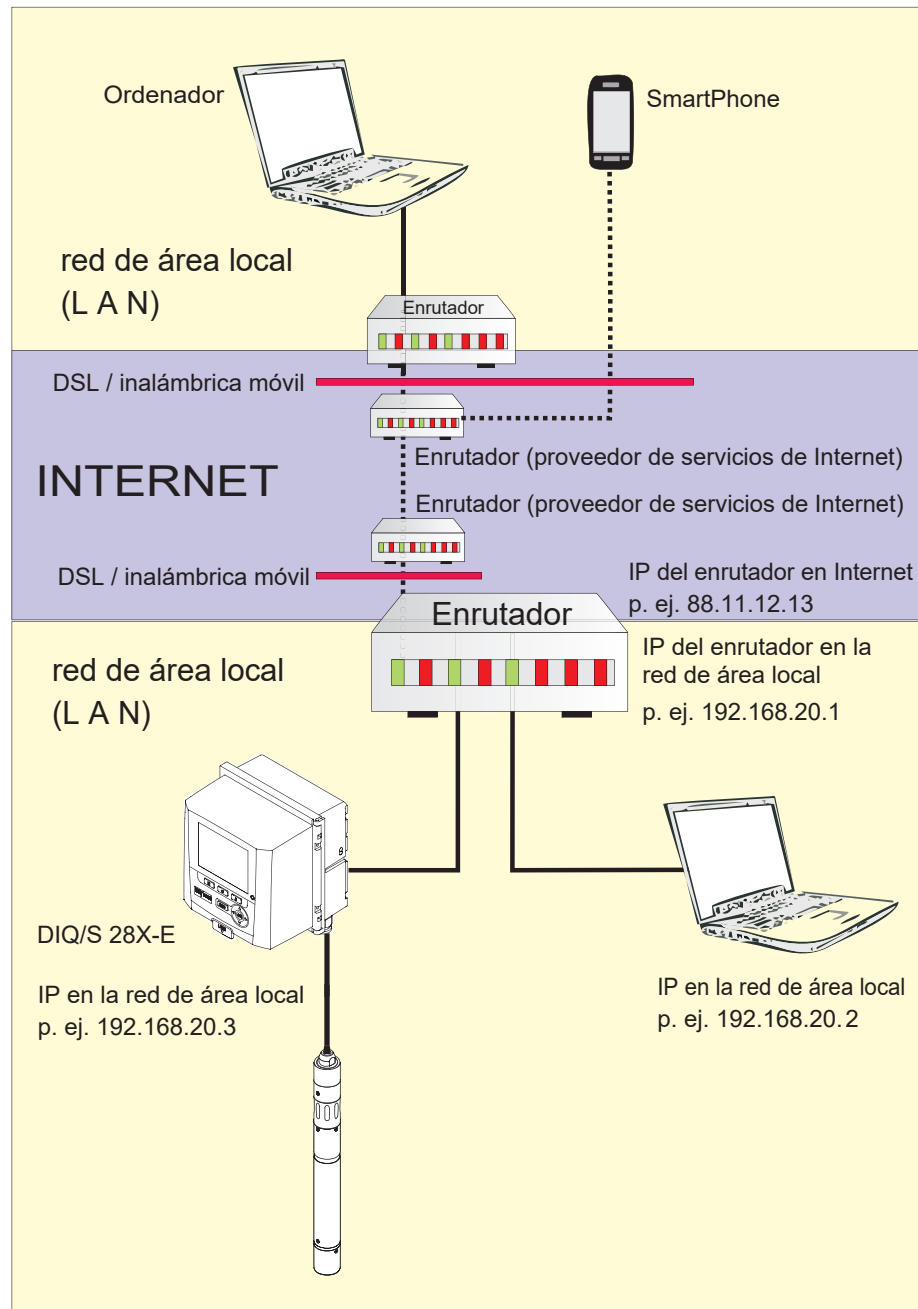 Ordenador
SmartPhone
red de área local
(L A N)
Enrutador
DSL / inalámbrica móvil
INTERNET
Enrutador (proveedor de servicios de Internet)
Enrutador (proveedor de servicios de Internet)
DSL / inalámbrica móvil
IP del enrutador en Internet
p. ej. 88.11.12.13
Enrutador
IP del enrutador en la
red de área local
p. ej. 192.168.20.1
red de área local
(L A N)
DIQ/S 28X-E
IP en la red de área local
p. ej. 192.168.20.3
IP en la red de área local
p. ej. 192.168.20.2